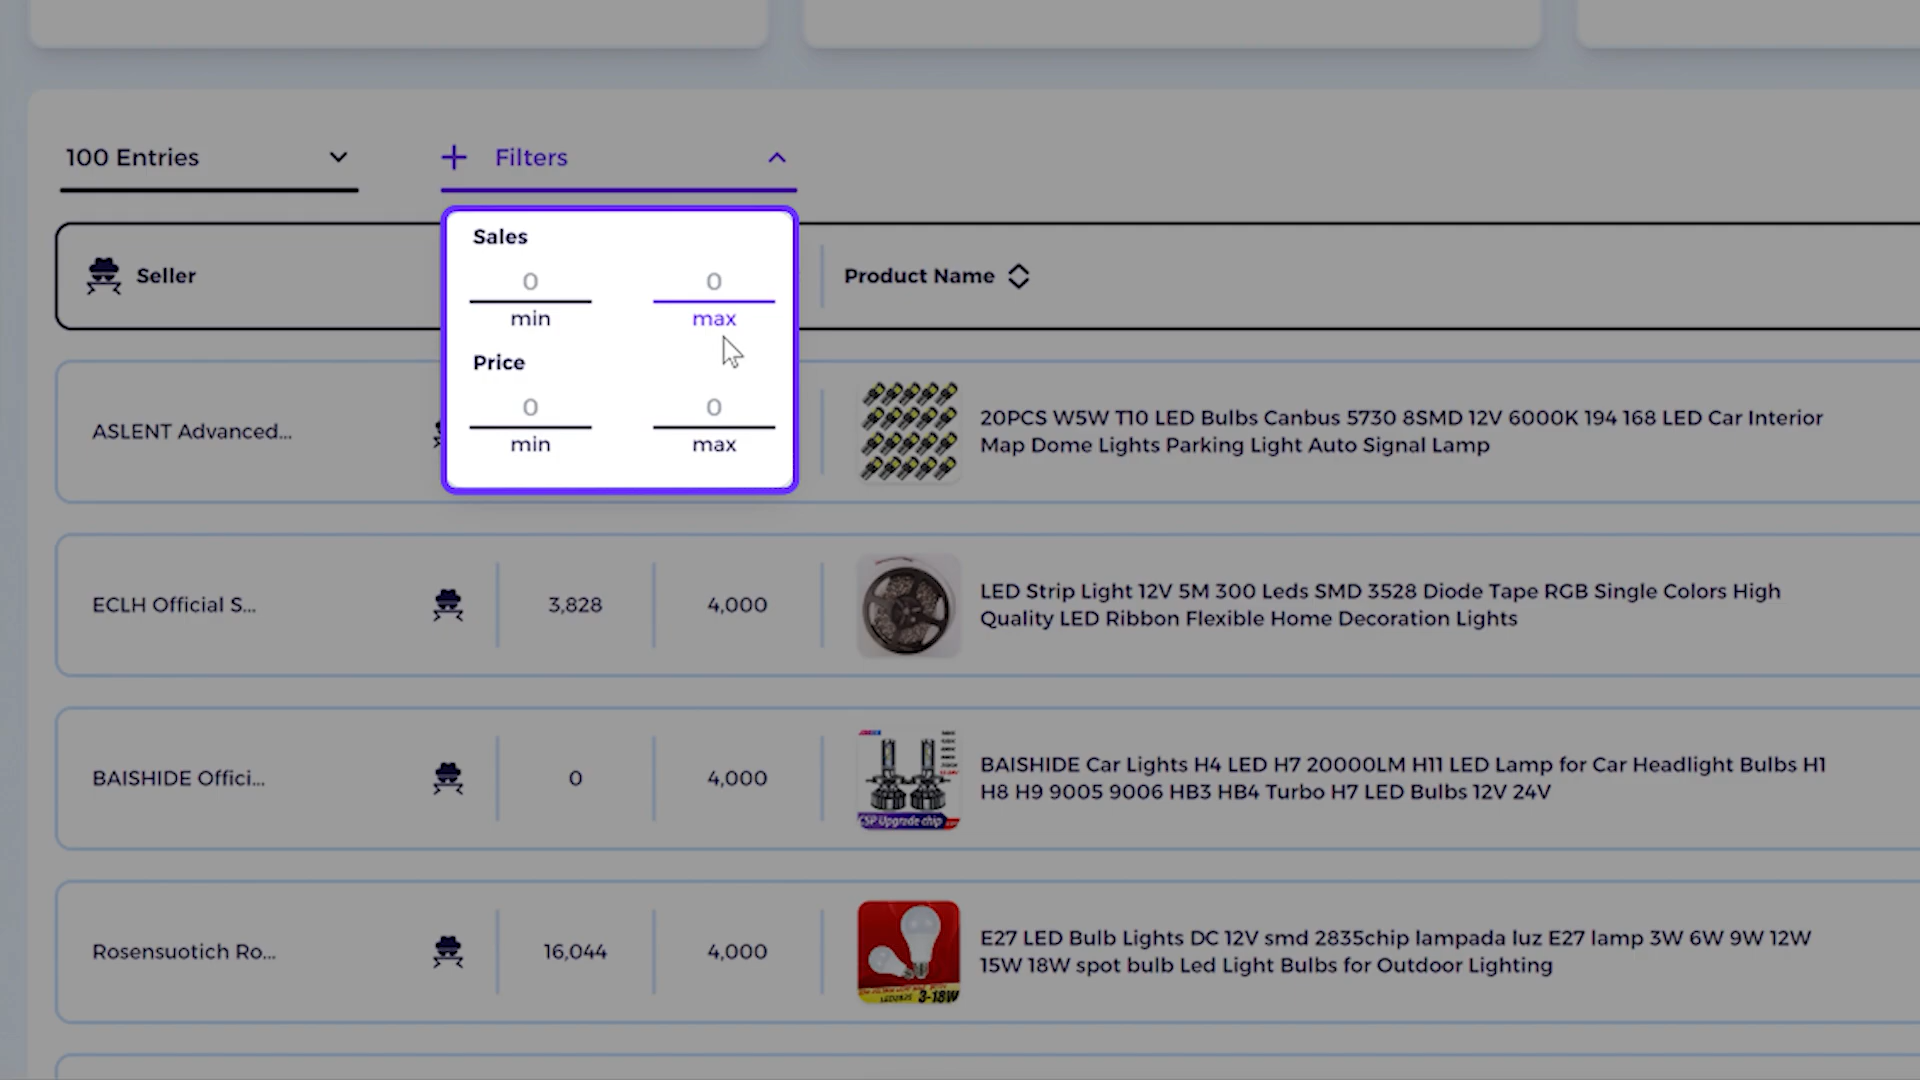 100 Entries
Filters
Seller
Sales
0
0
min
max
Price
0
0
min
max
Product Name
ASLENT Advanced...
20PCS W5W T10 LED Bulbs Canbus 5730 8SMD 12V 6000K 194 168 LED Car Interior
Map Dome Lights Parking Light Auto Signal Lamp
ECLH Official S...
3,828
4,000
LED Strip Light 12V 5M 300 Leds SMD 3528 Diode Tape RGB Single Colors High
Quality LED Ribbon Flexible Home Decoration Lights
BAISHIDE Offici...
0
4,000
CSP Upgrade chip
BAISHIDE Car Lights H4 LED H7 20000LM H11 LED Lamp for Car Headlight Bulbs H1
H8 H9 9005 9006 HB3 HB4 Turbo H7 LED Bulbs 12V 24V
Rosensuotich Ro...
16,044
4,000
3-18W
E27 LED Bulb Lights DC 12V smd 2835chip lampada luz E27 lamp 3W 6W 9W 12W
15W 18W spot bulb Led Light Bulbs for Outdoor Lighting